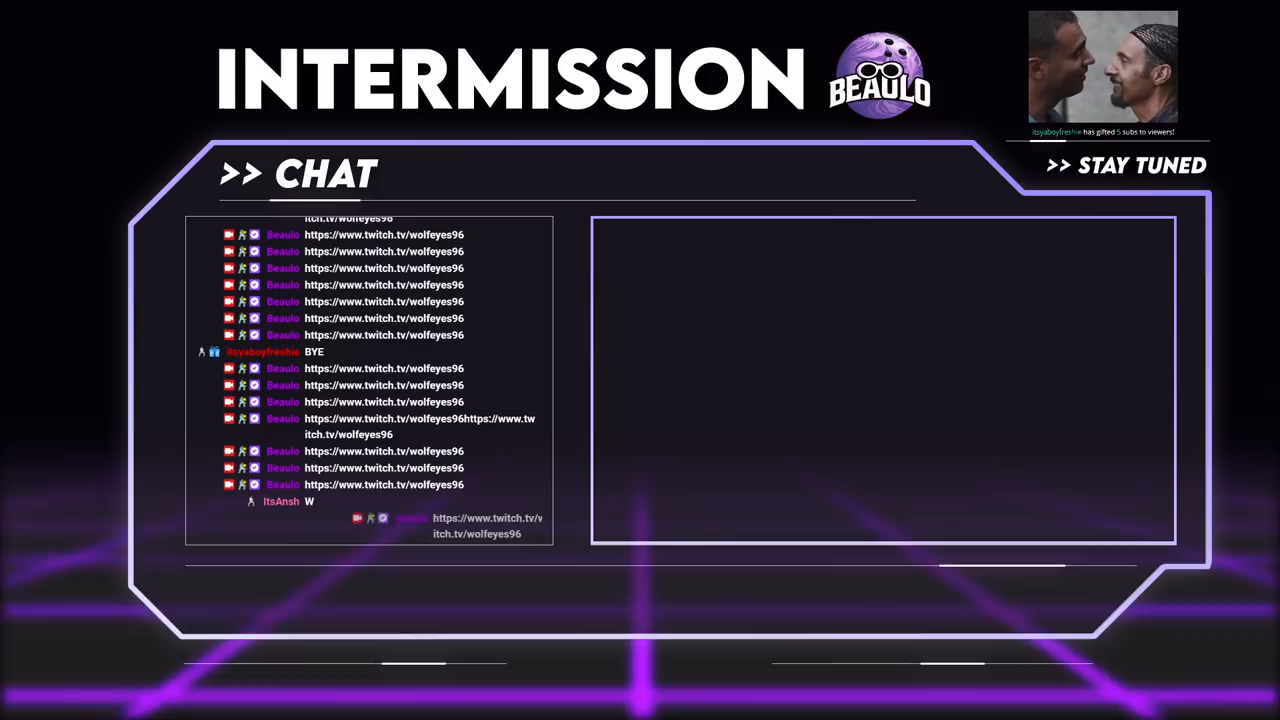 INTERMISSION
BEAULO
itsyaboyfreshie has gifted 5 subs to viewers!
>> CHAT
>> STAY TUNED
itch.tv/wolfeyes96
Beaulo https://www.twitch.tv/wolfeyes96
Beaulo https://www.twitch.tv/wolfeyes96
Beaulo https://www.twitch.tv/wolfeyes96
Beaulo https://www.twitch.tv/wolfeyes96
Beaulo https://www.twitch.tv/wolfeyes96
Beaulo https://www.twitch.tv/wolfeyes96
Beaulo https://www.twitch.tv/wolfeyes96
itsyaboyfreshie BYE
Beaulo https://www.twitch.tv/wolfeyes96
Beaulo https://www.twitch.tv/wolfeyes96
Beaulo https://www.twitch.tv/wolfeyes96
Beaulo https://www.twitch.tv/wolfeyes96https://www.tw
itch.tv/wolfeyes96
Beaulo https://www.twitch.tv/wolfeyes96
Beaulo https://www.twitch.tv/wolfeyes96
Beaulo https://www.twitch.tv/wolfeyes96
ItsAnsh W
Beaulo https://www.twitch.tv/w
itch.tv/wolfeyes96